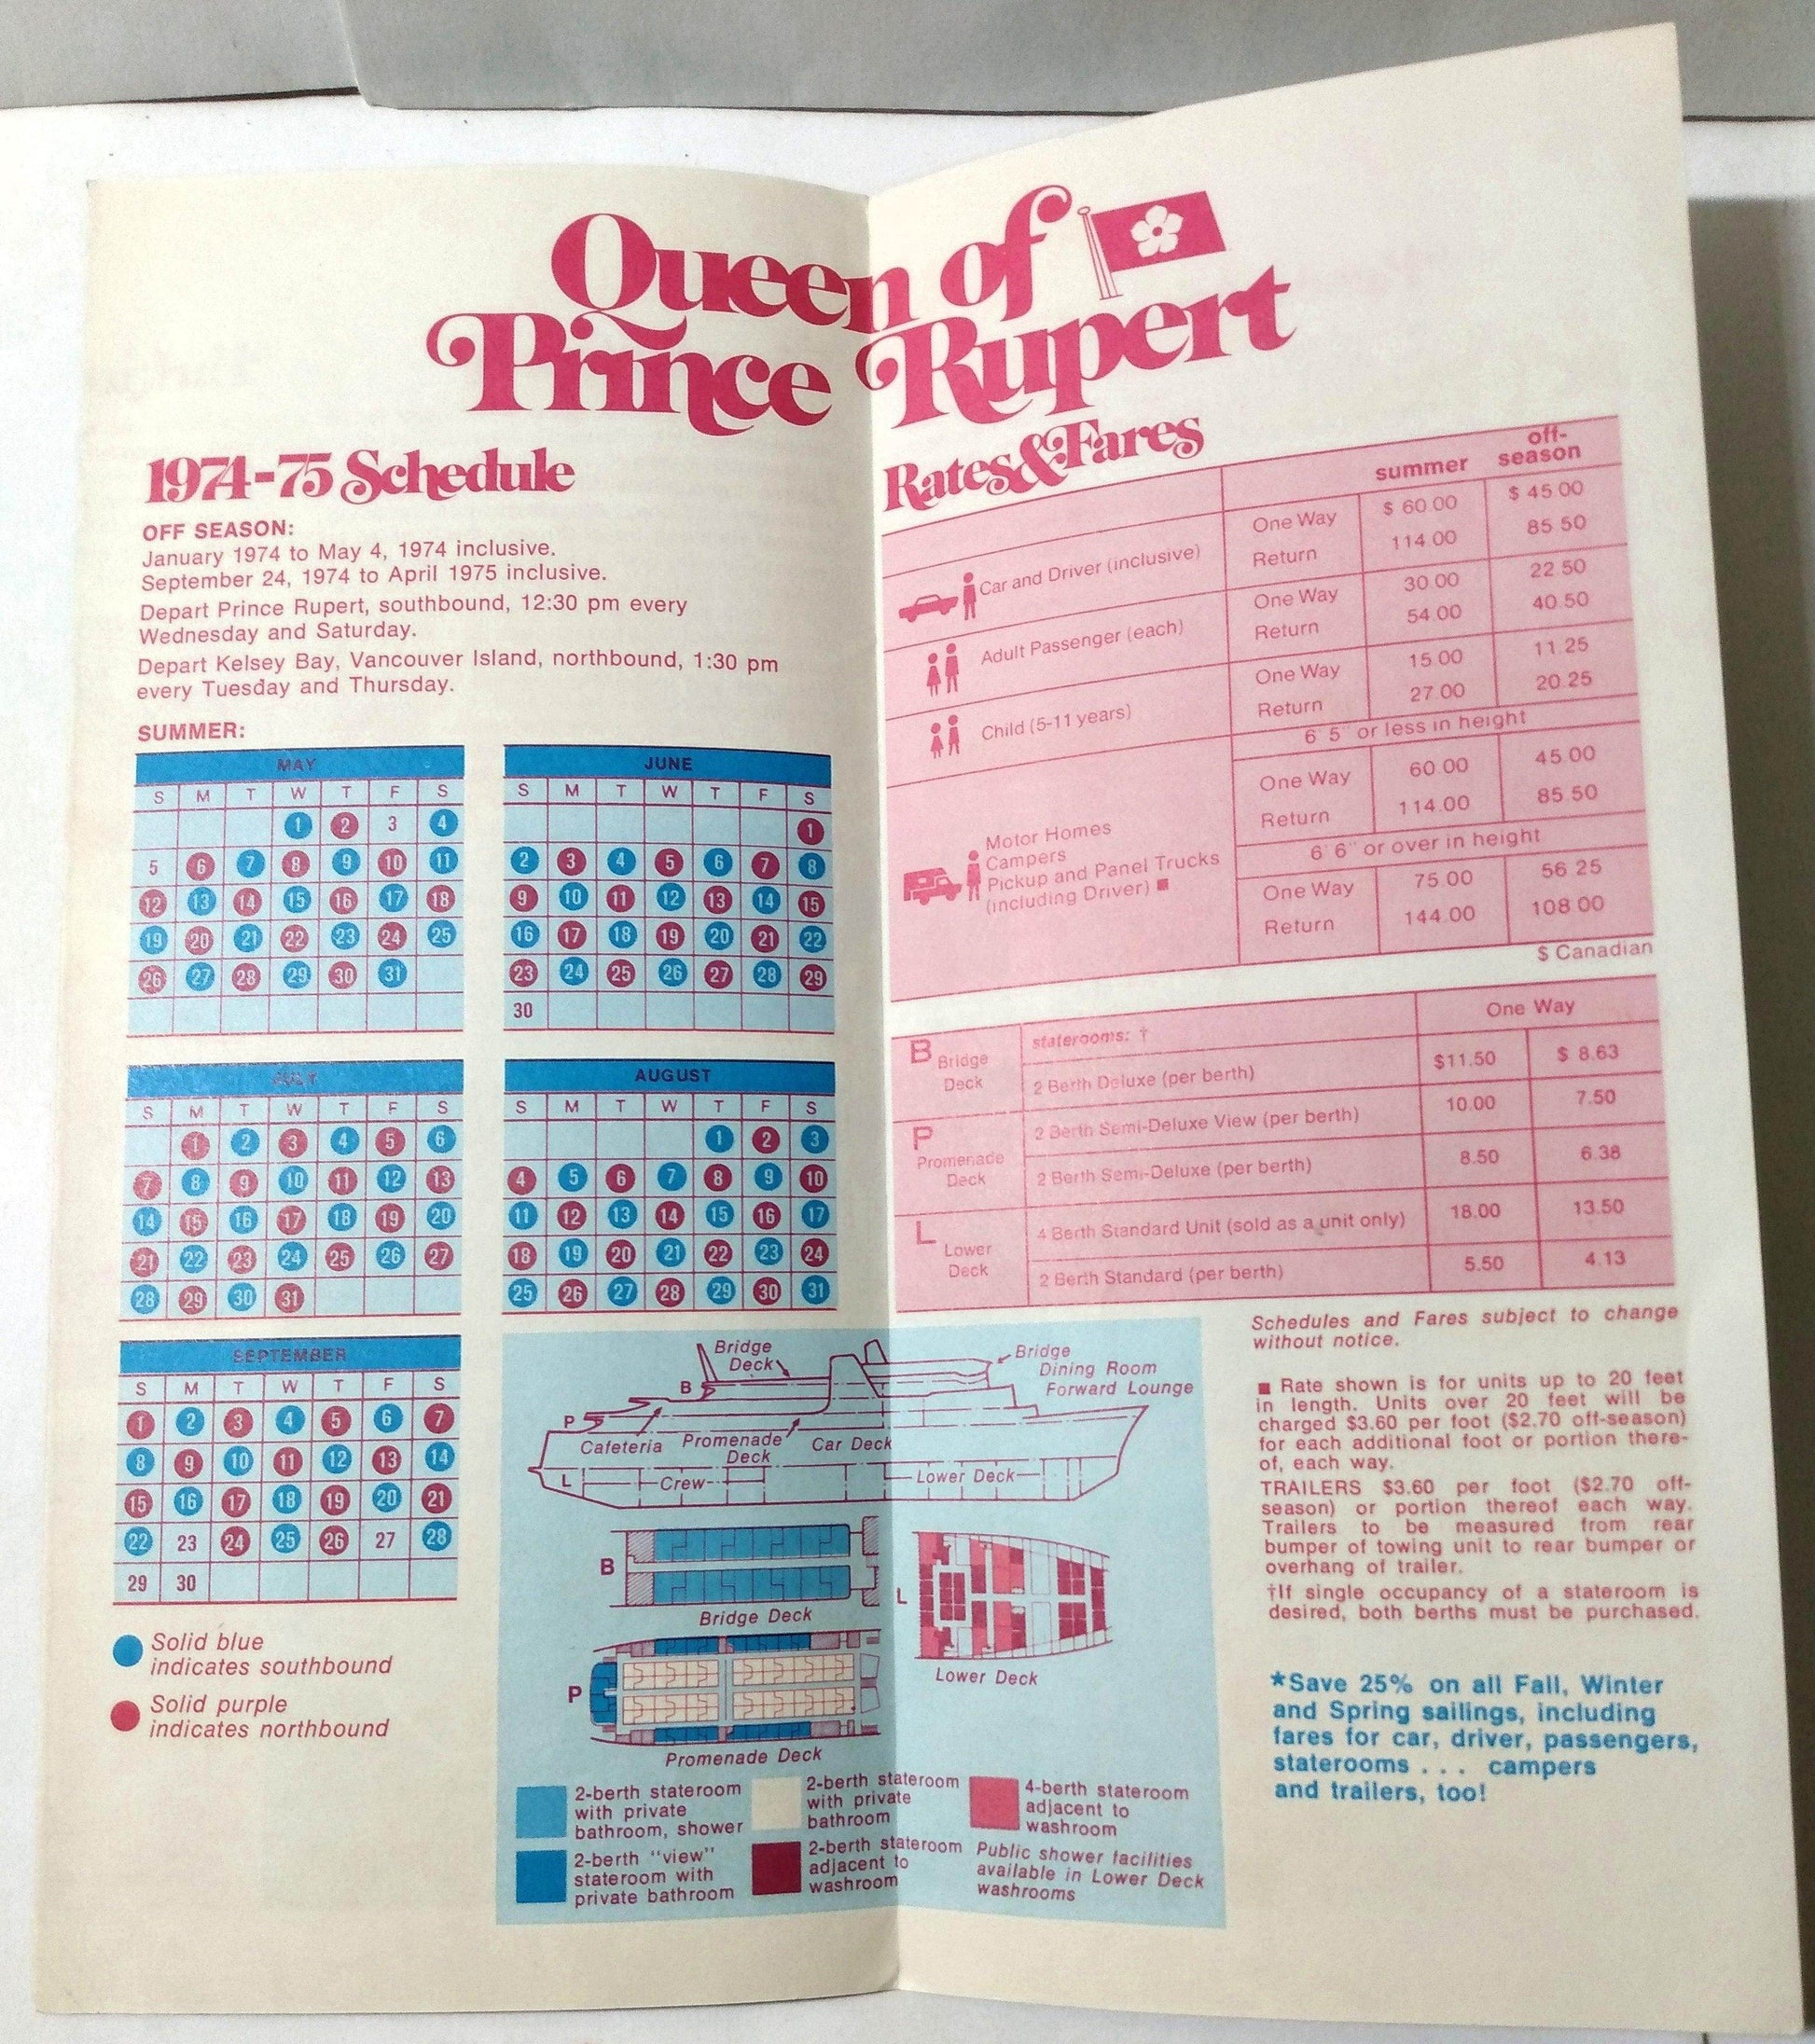 Queen of
Prince Rupert
1974-75 Schedule
OFF SEASON:
January 1974 to May 4, 1974 inclusive.
September 24, 1974 to April 1975 inclusive.
Depart Prince Rupert, southbound, 12:30 pm every
Wednesday and Saturday.
Depart Kelsey Bay, Vancouver Island, northbound, 1:30 pm
every Tuesday and Thursday.
SUMMER:
MAY
S M T W T F S
1 2 3 4
5 6 7 8 9 10 11
12 13 14 15 16 17 18
19 20 21 22 23 24 25
26 27 28 29 30 31
JUNE
S M T W T F S
1
2 3 4 5 6 7 8
9 10 11 12 13 14 15
16 17 18 19 20 21 22
23 24 25 26 27 28 29
30
JULY
S M T W T F S
1 2 3 4 5 6
7 8 9 10 11 12 13
14 15 16 17 18 19 20
21 22 23 24 25 26 27
28 29 30 31
AUGUST
S M T W T F S
1 2 3
4 5 6 7 8 9 10
11 12 13 14 15 16 17
18 19 20 21 22 23 24
25 26 27 28 29 30 31
SEPTEMBER
S M T W T F S
1 2 3 4 5 6 7
8 9 10 11 12 13 14
15 16 17 18 19 20 21
22 23 24 25 26 27 28
29 30
Solid blue
indicates southbound
Solid purple
indicates northbound
Bridge
Deck
B
P
Cafeteria
Promenade
Deck
Car Deck
L
Crew
Lower Deck
Bridge
Dining Room
Forward Lounge
B
Bridge Deck
P
Promenade Deck
L
Lower Deck
2-berth stateroom
with private
bathroom, shower
2-berth "view"
stateroom with
private bathroom
2-berth stateroom
with private
bathroom
2-berth stateroom
adjacent to
washroom
4-berth stateroom
adjacent to
washroom
Public shower facilities
available in Lower Deck
washrooms
Rates & Fares
summer off-season
Car and Driver (inclusive)
One Way $ 60.00 $ 45.00
Return 114.00 85.50
Adult Passenger (each)
One Way 30.00 22.50
Return 54.00 40.50
Child (5-11 years)
One Way 15.00 11.25
Return 27.00 20.25
Motor Homes
Campers
Pickup and Panel Trucks
(including Driver) ■
6' 5" or less in height
One Way 60.00 45.00
Return 114.00 85.50
6' 6" or over in height
One Way 75.00 56.25
Return 144.00 108.00
$ Canadian
One Way
staterooms: †
B Bridge
Deck
2 Berth Deluxe (per berth) $11.50 $ 8.63
P Promenade
Deck
2 Berth Semi-Deluxe View (per berth) 10.00 7.50
2 Berth Semi-Deluxe (per berth) 8.50 6.38
L Lower
Deck
4 Berth Standard Unit (sold as a unit only) 18.00 13.50
2 Berth Standard (per berth) 5.50 4.13
Schedules and Fares subject to change
without notice.
■ Rate shown is for units up to 20 feet
in length. Units over 20 feet will be
charged $3.60 per foot ($2.70 off-season)
for each additional foot or portion there-
of, each way.
TRAILERS $3.60 per foot ($2.70 off-
season) or portion thereof each way.
Trailers to be measured from rear
bumper of towing unit to rear bumper or
overhang of trailer.
†If single occupancy of a stateroom is
desired, both berths must be purchased.
*Save 25% on all Fall, Winter
and Spring sailings, including
fares for car, driver, passengers,
staterooms . . . campers
and trailers, too!